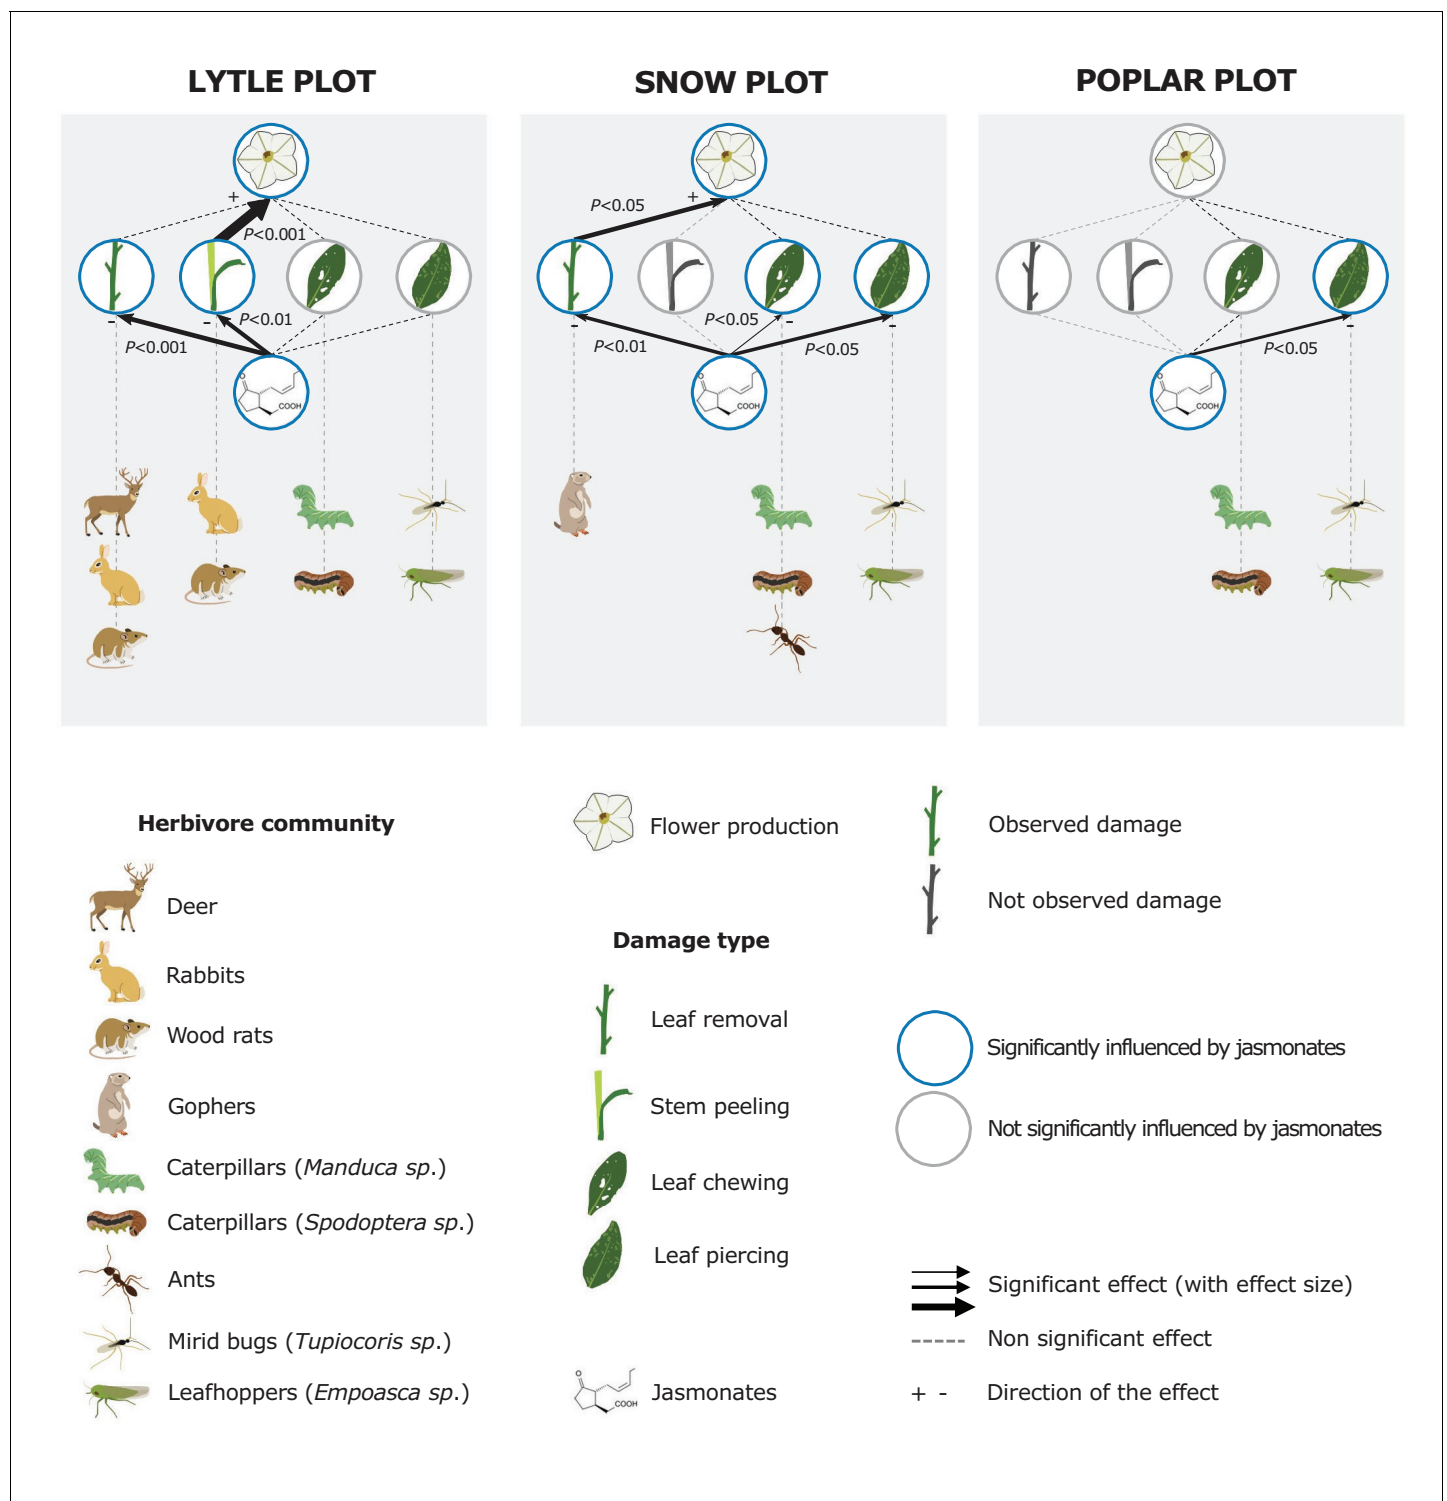 LYTLE PLOT
SNOW PLOT
POPLAR PLOT
+
P<0.001
-
-
P<0.01
P<0.001
O
COOH
P<0.05
+
-
P<0.05
-
-
P<0.01
P<0.05
O
COOH
-
P<0.05
O
COOH
Herbivore community
Deer
Rabbits
Wood rats
Gophers
Caterpillars (Manduca sp.)
Caterpillars (Spodoptera sp.)
Ants
Mirid bugs (Tupiocoris sp.)
Leafhoppers (Empoasca sp.)
Flower production
Damage type
Leaf removal
Stem peeling
Leaf chewing
Leaf piercing
O
COOH
Jasmonates
Observed damage
Not observed damage
Significantly influenced by jasmonates
Not significantly influenced by jasmonates
Significant effect (with effect size)
Non significant effect
+ - Direction of the effect